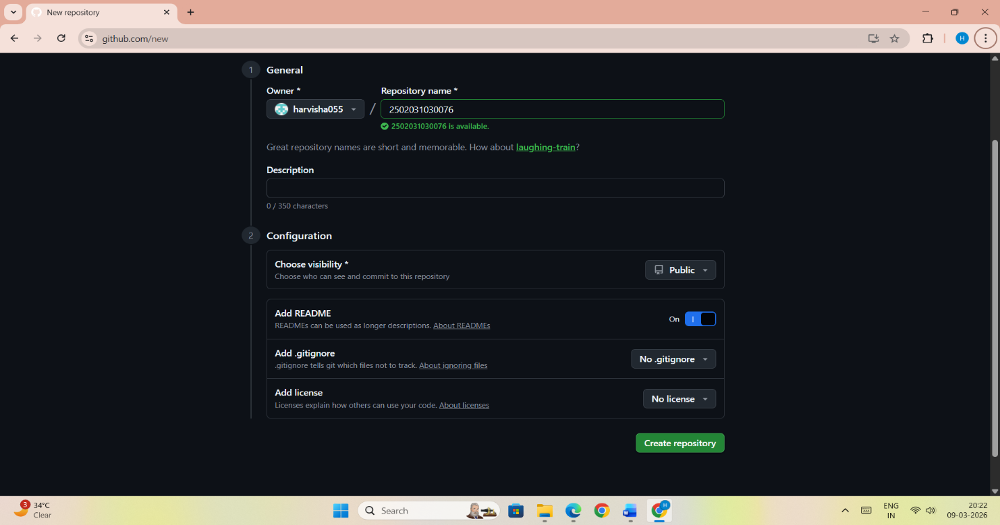 New repository
github.com/new
H
1 General
Owner * Repository name *
harvisha055 / 2502031030076
2502031030076 is available.
Great repository names are short and memorable. How about laughing-train?
Description
0 / 350 characters
2 Configuration
Choose visibility *
Choose who can see and commit to this repository
Public
Add README
READMEs can be used as longer descriptions. About READMEs
On
Add .gitignore
.gitignore tells git which files not to track. About ignoring files
No .gitignore
Add license
Licenses explain how others can use your code. About licenses
No license
Create repository
3
34°C
Clear
Search
W
H
ENG
IN
20:22
09-03-2026